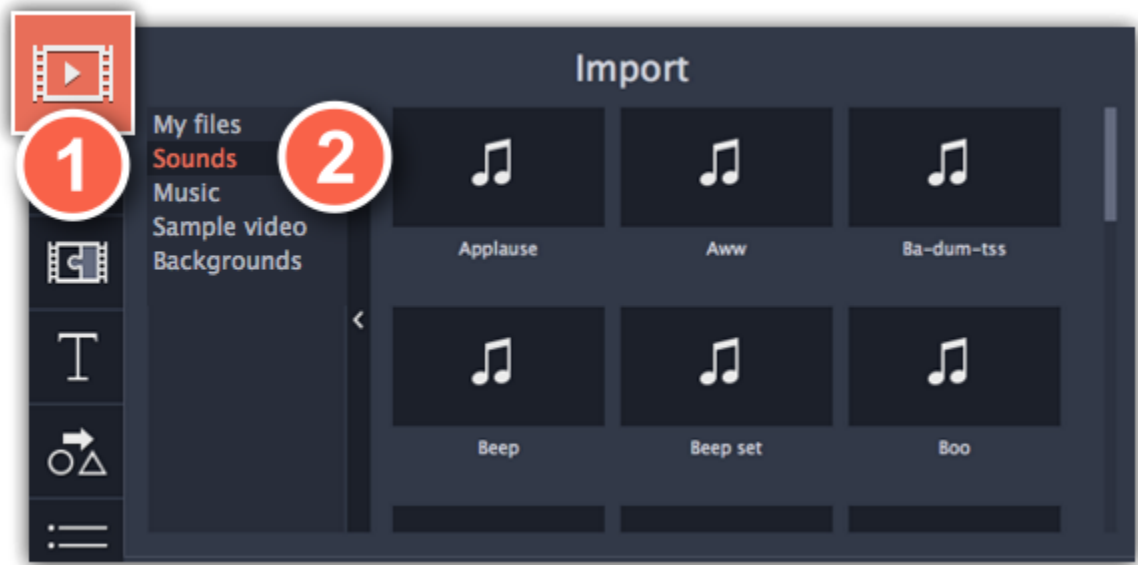 Import
1
My files
Sounds
2
Music
Sample video
Backgrounds
Applause
Aww
Ba-dum-tss
T
Beep
Beep set
Boo